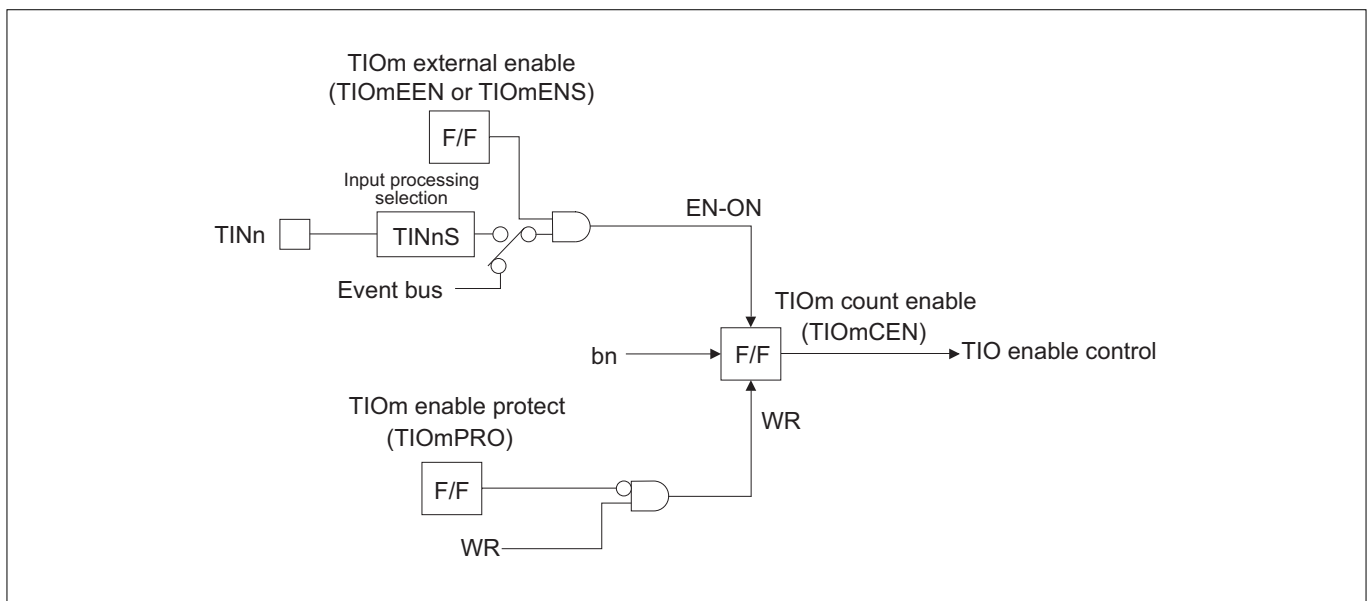 TIOm external enable
(TIOmEEN or TIOmENS)
F/F
Input processing
selection
TINn
TINnS
EN-ON
Event bus
TIOm count enable
(TIOmCEN)
bn
F/F
TIO enable control
TIOm enable protect
(TIOmPRO)
WR
F/F
WR